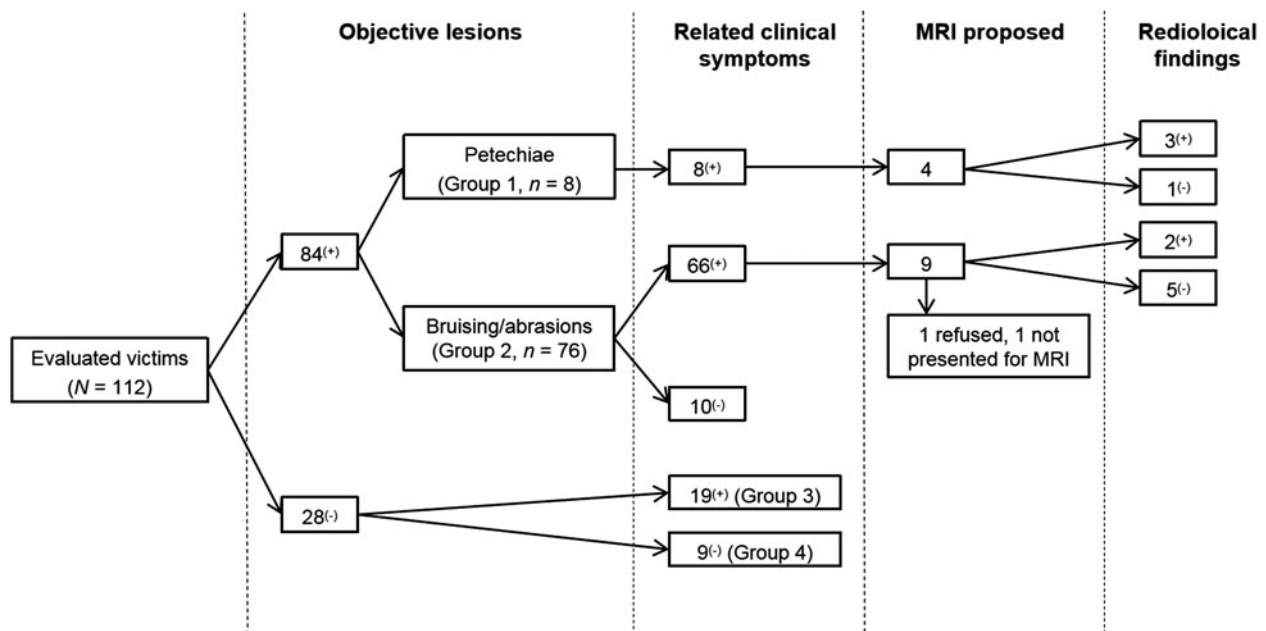 Objective lesions
Related clinical
symptoms
MRI proposed
Redioloical
findings
Petechiae
(Group 1, n = 8)
8(+)
4
3(+)
1(-)
84(+)
66(+)
9
2(+)
5(-)
Bruising/abrasions
(Group 2, n = 76)
1 refused, 1 not
presented for MRI
Evaluated victims
(N = 112)
10(-)
28(-)
19(+) (Group 3)
9(-) (Group 4)